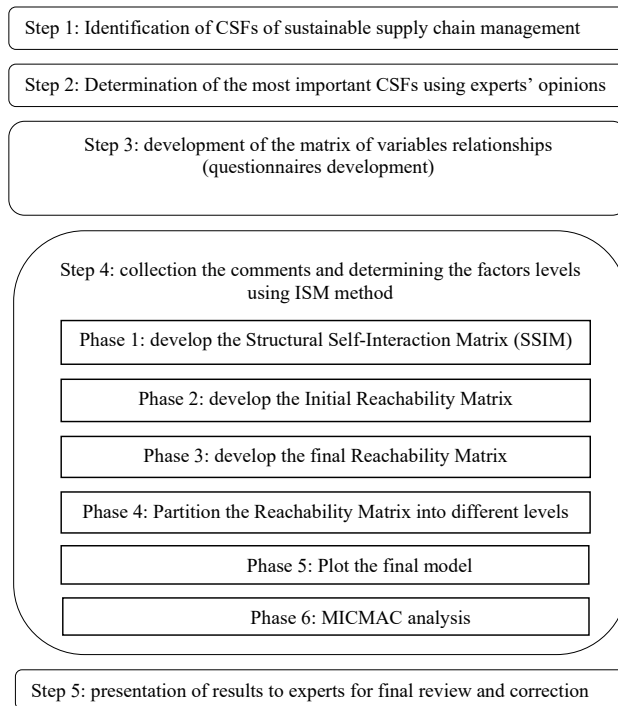 Step 1: Identification of CSFs of sustainable supply chain management
Step 2: Determination of the most important CSFs using experts' opinions
Step 3: development of the matrix of variables relationships
(questionnaires development)
Step 4: collection the comments and determining the factors levels
using ISM method
Phase 1: develop the Structural Self-Interaction Matrix (SSIM)
Phase 2: develop the Initial Reachability Matrix
Phase 3: develop the final Reachability Matrix
Phase 4: Partition the Reachability Matrix into different levels
Phase 5: Plot the final model
Phase 6: MICMAC analysis
Step 5: presentation of results to experts for final review and correction